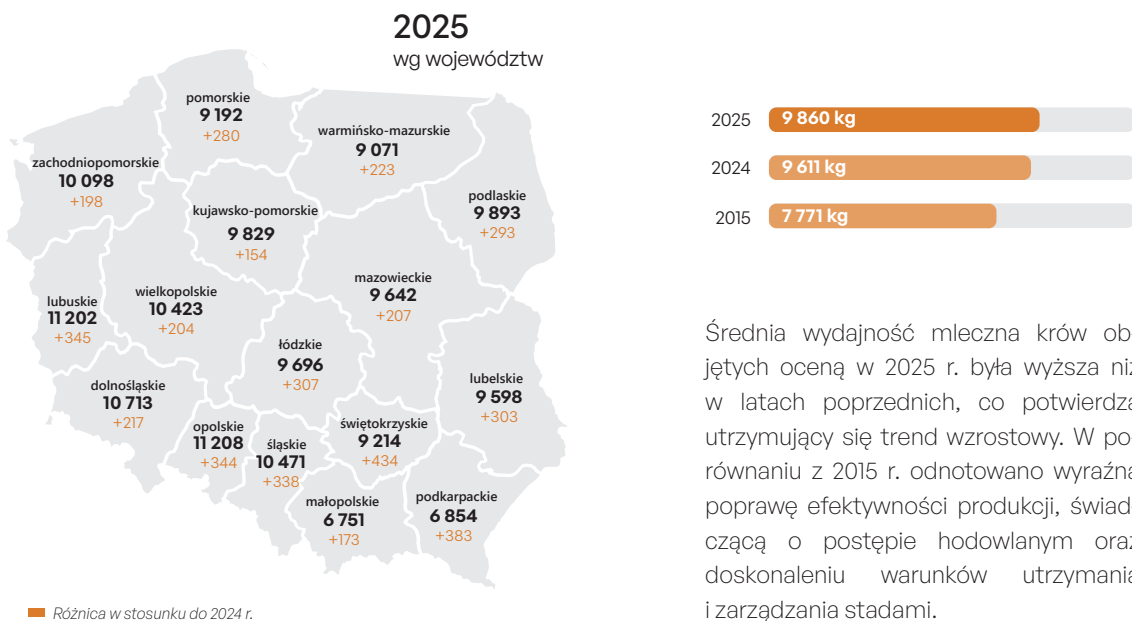 2025
wg województw
pomorskie
9 192
+280
warmińsko-mazurskie
9 071
+223
zachodniopomorskie
10 098
+198
podlaskie
9 893
+293
kujawsko-pomorskie
9 829
+154
mazowieckie
9 642
+207
wielkopolskie
10 423
+204
lubuskie
11 202
+345
łódzkie
9 696
+307
lubelskie
9 598
+303
dolnośląskie
10 713
+217
opolskie
11 208
+344
śląskie
10 471
+338
świętokrzyskie
9 214
+434
małopolskie
6 751
+173
podkarpackie
6 854
+383
Różnica w stosunku do 2024 r.
2025 9 860 kg
2024 9 611 kg
2015 7 771 kg
Średnia wydajność mleczna krów ob-
jętych oceną w 2025 r. była wyższa niż
w latach poprzednich, co potwierdza
utrzymujący się trend wzrostowy. W po-
równaniu z 2015 r. odnotowano wyraźną
poprawę efektywności produkcji, świad-
czącą o postępie hodowlanym oraz
doskonaleniu warunków utrzymania
i zarządzania stadami.